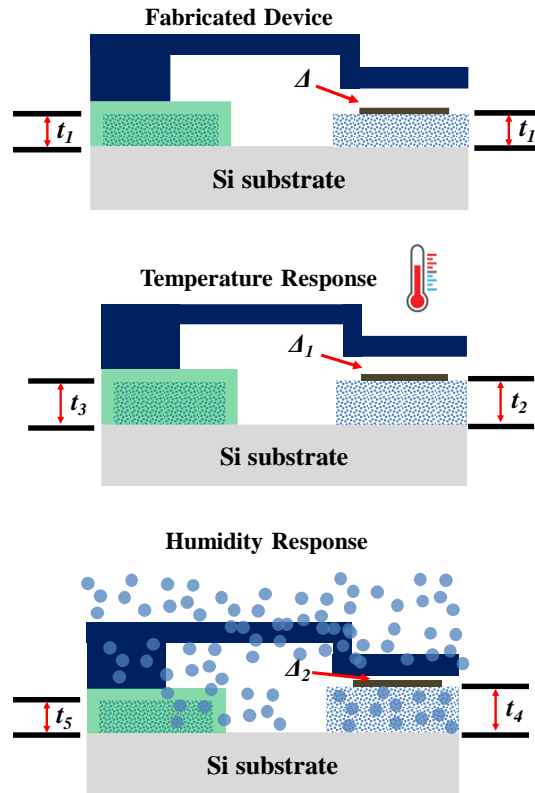 Fabricated Device
Δ
t1
t1
Si substrate
Temperature Response
Δ1
t3
t2
Si substrate
Humidity Response
Δ2
t5
t4
Si substrate